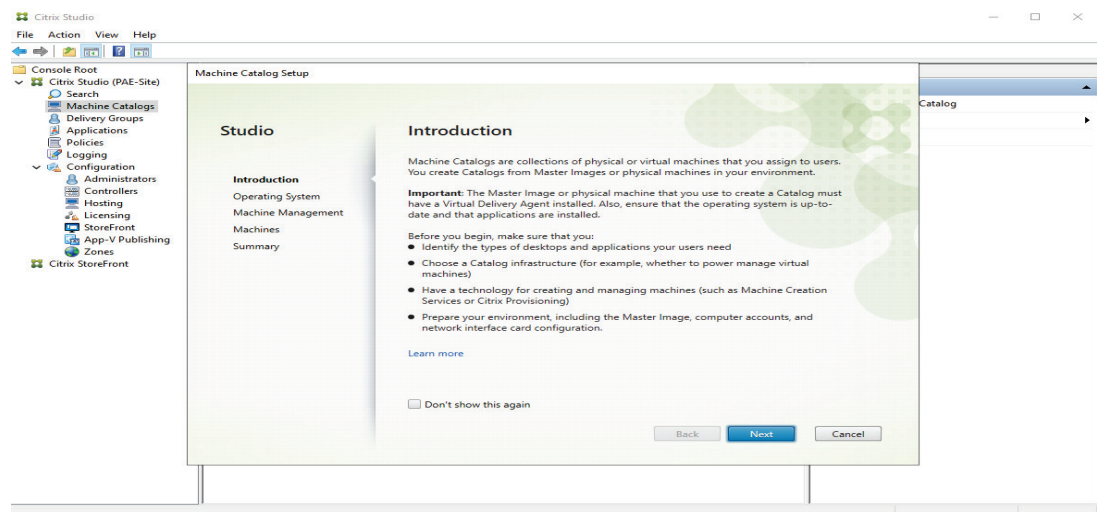 Citrix Studio
File Action View Help
Console Root
Citrix Studio (PAE-Site)
Search
Machine Catalogs
Delivery Groups
Applications
Policies
Logging
Configuration
Administrators
Controllers
Hosting
Licensing
StoreFront
App-V Publishing
Zones
Citrix StoreFront
Machine Catalog Setup
Studio
Introduction
Operating System
Machine Management
Machines
Summary
Introduction
Machine Catalogs are collections of physical or virtual machines that you assign to users.
You create Catalogs from Master Images or physical machines in your environment.
Important: The Master Image or physical machine that you use to create a Catalog must
have a Virtual Delivery Agent installed. Also, ensure that the operating system is up-to-
date and that applications are installed.
Before you begin, make sure that you:
• Identify the types of desktops and applications your users need
• Choose a Catalog infrastructure (for example, whether to power manage virtual
machines)
• Have a technology for creating and managing machines (such as Machine Creation
Services or Citrix Provisioning)
• Prepare your environment, including the Master Image, computer accounts, and
network interface card configuration.
Learn more
Don't show this again
Back Next Cancel
Catalog